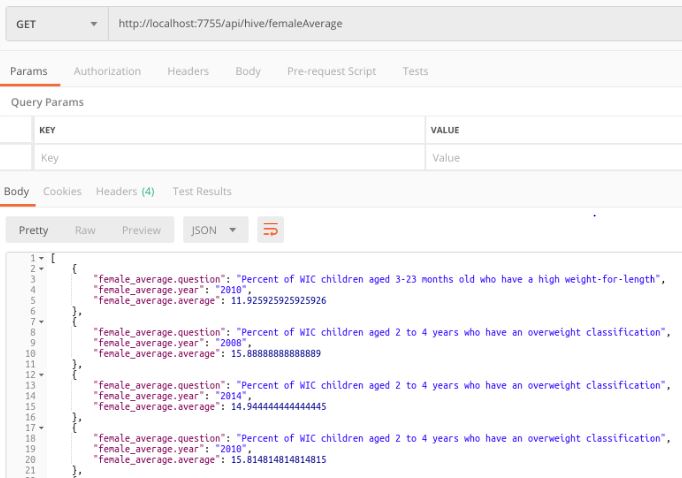 GET http://localhost:7755/api/hive/femaleAverage
Params Authorization Headers Body Pre-request Script Tests
Query Params
KEY VALUE
Key Value
Body Cookies Headers (4) Test Results
Pretty Raw Preview JSON
1 [
2 {
3 "female_average.question": "Percent of WIC children aged 3-23 months old who have a high weight-for-length",
4 "female_average.year": "2010",
5 "female_average.average": 11.925925925925926
6 },
7 {
8 "female_average.question": "Percent of WIC children aged 2 to 4 years who have an overweight classification",
9 "female_average.year": "2008",
10 "female_average.average": 15.88888888888889
11 },
12 {
13 "female_average.question": "Percent of WIC children aged 2 to 4 years who have an overweight classification",
14 "female_average.year": "2014",
15 "female_average.average": 14.944444444444445
16 },
17 {
18 "female_average.question": "Percent of WIC children aged 2 to 4 years who have an overweight classification",
19 "female_average.year": "2010",
20 "female_average.average": 15.814814814814815
21 },